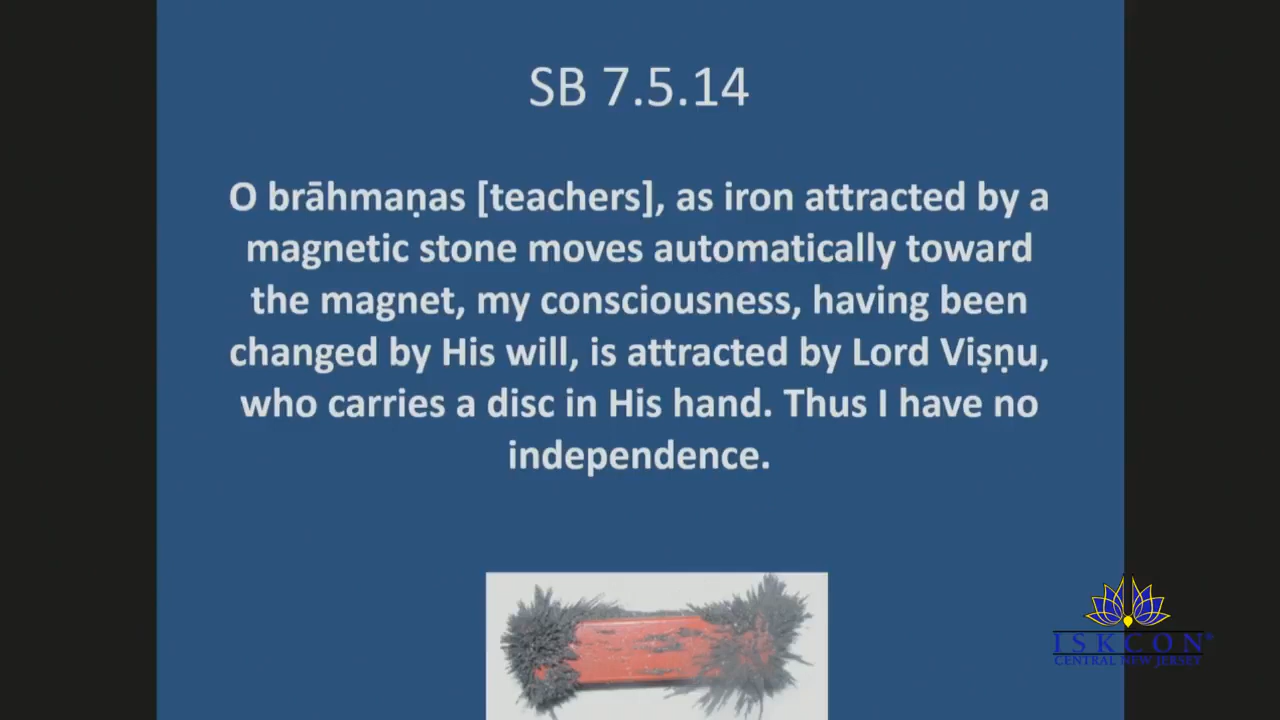 SB 7.5.14
O brāhmaṇas [teachers], as iron attracted by a
magnetic stone moves automatically toward
the magnet, my consciousness, having been
changed by His will, is attracted by Lord Viṣṇu,
who carries a disc in His hand. Thus I have no
independence.
ISKCON®
CENTRAL NEW JERSEY